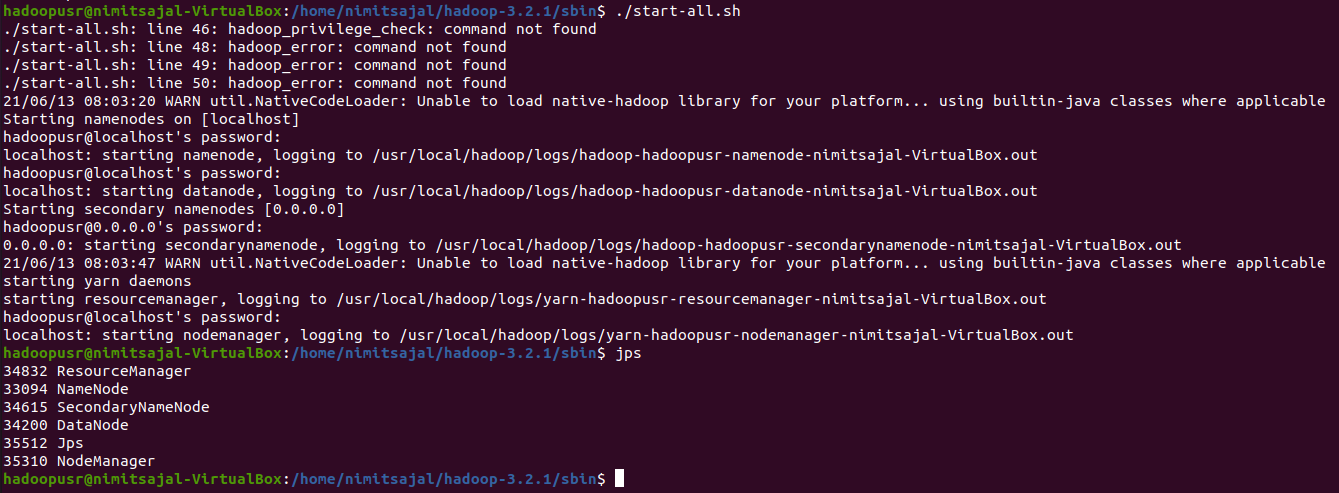 hadoopusr@nimitsajal-VirtualBox:/home/nimitsajal/hadoop-3.2.1/sbin$ ./start-all.sh
./start-all.sh: line 46: hadoop_privilege_check: command not found
./start-all.sh: line 48: hadoop_error: command not found
./start-all.sh: line 49: hadoop_error: command not found
./start-all.sh: line 50: hadoop_error: command not found
21/06/13 08:03:20 WARN util.NativeCodeLoader: Unable to load native-hadoop library for your platform... using builtin-java classes where applicable
Starting namenodes on [localhost]
hadoopusr@localhost's password:
localhost: starting namenode, logging to /usr/local/hadoop/logs/hadoop-hadoopusr-namenode-nimitsajal-VirtualBox.out
hadoopusr@localhost's password:
localhost: starting datanode, logging to /usr/local/hadoop/logs/hadoop-hadoopusr-datanode-nimitsajal-VirtualBox.out
Starting secondary namenodes [0.0.0.0]
hadoopusr@0.0.0.0's password:
0.0.0.0: starting secondarynamenode, logging to /usr/local/hadoop/logs/hadoop-hadoopusr-secondarynamenode-nimitsajal-VirtualBox.out
21/06/13 08:03:47 WARN util.NativeCodeLoader: Unable to load native-hadoop library for your platform... using builtin-java classes where applicable
starting yarn daemons
starting resourcemanager, logging to /usr/local/hadoop/logs/yarn-hadoopusr-resourcemanager-nimitsajal-VirtualBox.out
hadoopusr@localhost's password:
localhost: starting nodemanager, logging to /usr/local/hadoop/logs/yarn-hadoopusr-nodemanager-nimitsajal-VirtualBox.out
hadoopusr@nimitsajal-VirtualBox:/home/nimitsajal/hadoop-3.2.1/sbin$ jps
34832 ResourceManager
33094 NameNode
34615 SecondaryNameNode
34200 DataNode
35512 Jps
35310 NodeManager
hadoopusr@nimitsajal-VirtualBox:/home/nimitsajal/hadoop-3.2.1/sbin$